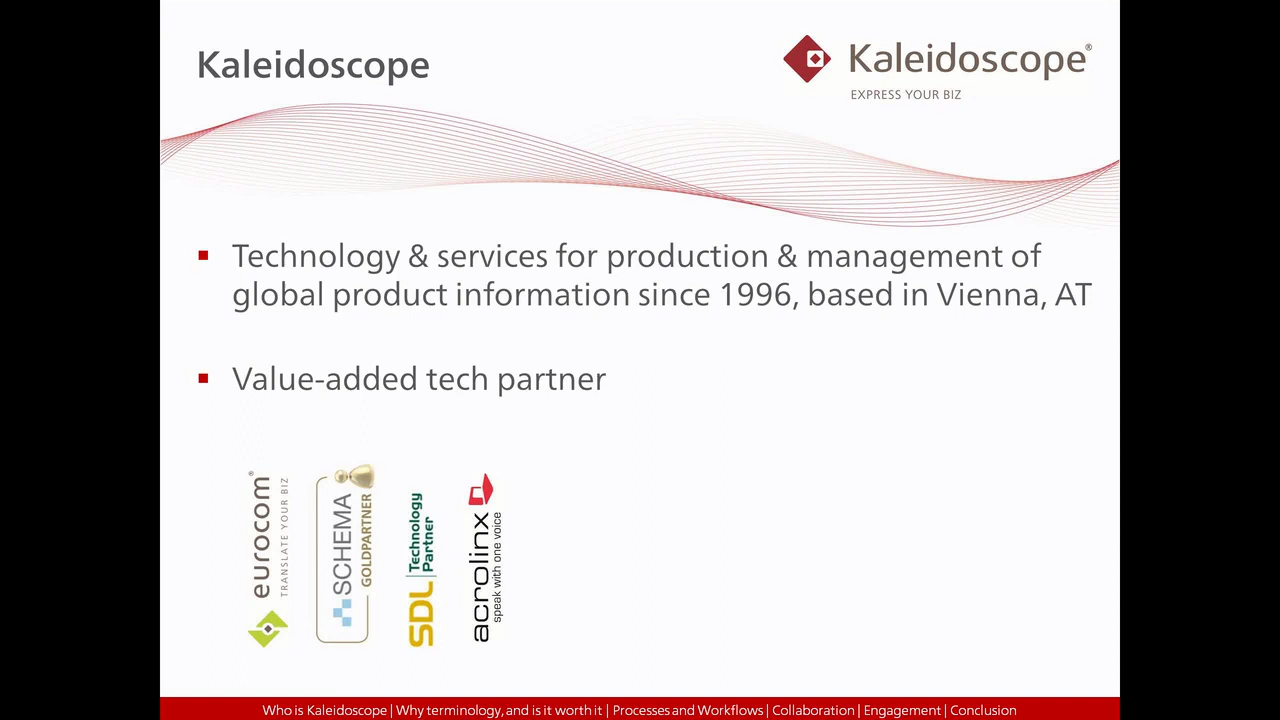 Kaleidoscope
Kaleidoscope®
EXPRESS YOUR BIZ
Technology & services for production & management of
global product information since 1996, based in Vienna, AT
Value-added tech partner
eurocom®
TRANSLATE YOUR BIZ
SCHEMA
GOLDPARTNER
SDL
Technology
Partner
acrolinx
speak with one voice
Who is Kaleidoscope | Why terminology, and is it worth it | Processes and Workflows | Collaboration | Engagement | Conclusion